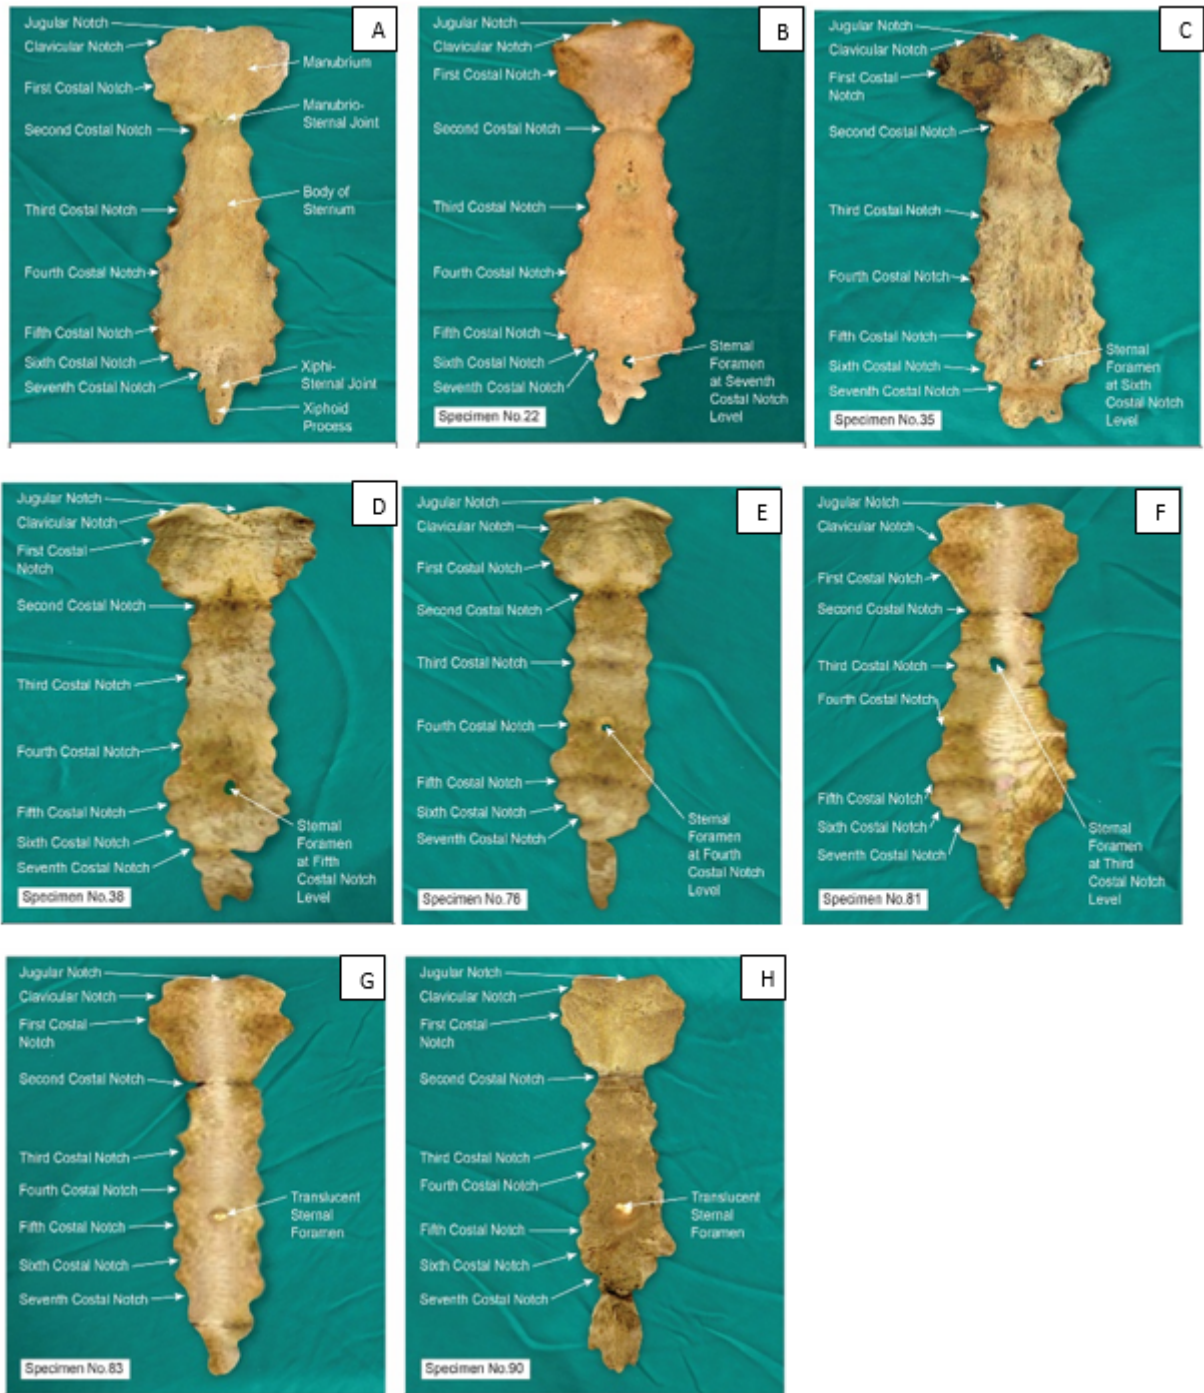 A
Jugular Notch
Clavicular Notch
Manubrium
First Costal Notch
Manubrio-
Sternal Joint
Second Costal Notch
Body of
Sternum
Third Costal Notch
Fourth Costal Notch
Fifth Costal Notch
Sixth Costal Notch
Xiphi-
Sternal Joint
Seventh Costal Notch
Xiphoid
Process
B
Jugular Notch
Clavicular Notch
First Costal Notch
Second Costal Notch
Third Costal Notch
Fourth Costal Notch
Fifth Costal Notch
Sixth Costal Notch
Seventh Costal Notch
Sternal
Foramen
at Seventh
Costal Notch
Level
Specimen No.22
C
Jugular Notch
Clavicular Notch
First Costal
Notch
Second Costal Notch
Third Costal Notch
Fourth Costal Notch
Fifth Costal Notch
Sixth Costal Notch
Seventh Costal Notch
Sternal
Foramen
at Sixth
Costal Notch
Level
Specimen No.35
D
Jugular Notch
Clavicular Notch
First Costal
Notch
Second Costal Notch
Third Costal Notch
Fourth Costal Notch
Fifth Costal Notch
Sixth Costal Notch
Seventh Costal Notch
Sternal
Foramen
at Fifth
Costal Notch
Level
Specimen No.38
E
Jugular Notch
Clavicular Notch
First Costal Notch
Second Costal Notch
Third Costal Notch
Fourth Costal Notch
Fifth Costal Notch
Sixth Costal Notch
Seventh Costal Notch
Sternal
Foramen
at Fourth
Costal Notch
Level
Specimen No.76
F
Jugular Notch
Clavicular Notch
First Costal Notch
Second Costal Notch
Third Costal Notch
Fourth Costal Notch
Fifth Costal Notch
Sixth Costal Notch
Seventh Costal Notch
Sternal
Foramen
at Third
Costal Notch
Level
Specimen No.81
G
Jugular Notch
Clavicular Notch
First Costal
Notch
Second Costal Notch
Third Costal Notch
Fourth Costal Notch
Fifth Costal Notch
Sixth Costal Notch
Seventh Costal Notch
Translucent
Sternal
Foramen
Specimen No.83
H
Jugular Notch
Clavicular Notch
First Costal
Notch
Second Costal Notch
Third Costal Notch
Fourth Costal Notch
Fifth Costal Notch
Sixth Costal Notch
Seventh Costal Notch
Translucent
Sternal
Foramen
Specimen No.90